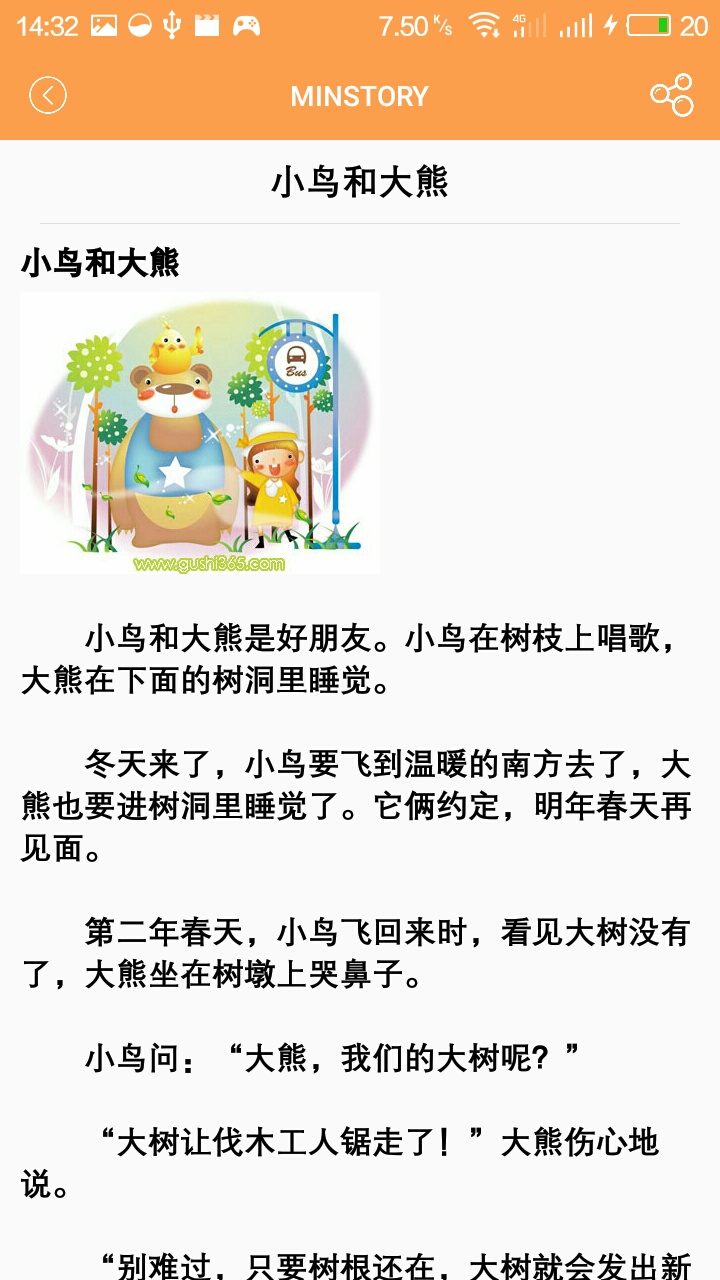 14:32 7.50 K/s 4G 20
MINSTORY
小鸟和大熊
小鸟和大熊
Bus
www.gushi365.com
小鸟和大熊是好朋友。小鸟在树枝上唱歌，
大熊在下面的树洞里睡觉。
冬天来了，小鸟要飞到温暖的南方去了，大
熊也要进树洞里睡觉了。它俩约定，明年春天再
见面。
第二年春天，小鸟飞回来时，看见大树没有
了，大熊坐在树墩上哭鼻子。
小鸟问：“大熊，我们的大树呢？”
“大树让伐木工人锯走了！”大熊伤心地
说。
“别难过，只要树根还在，大树就会发出新